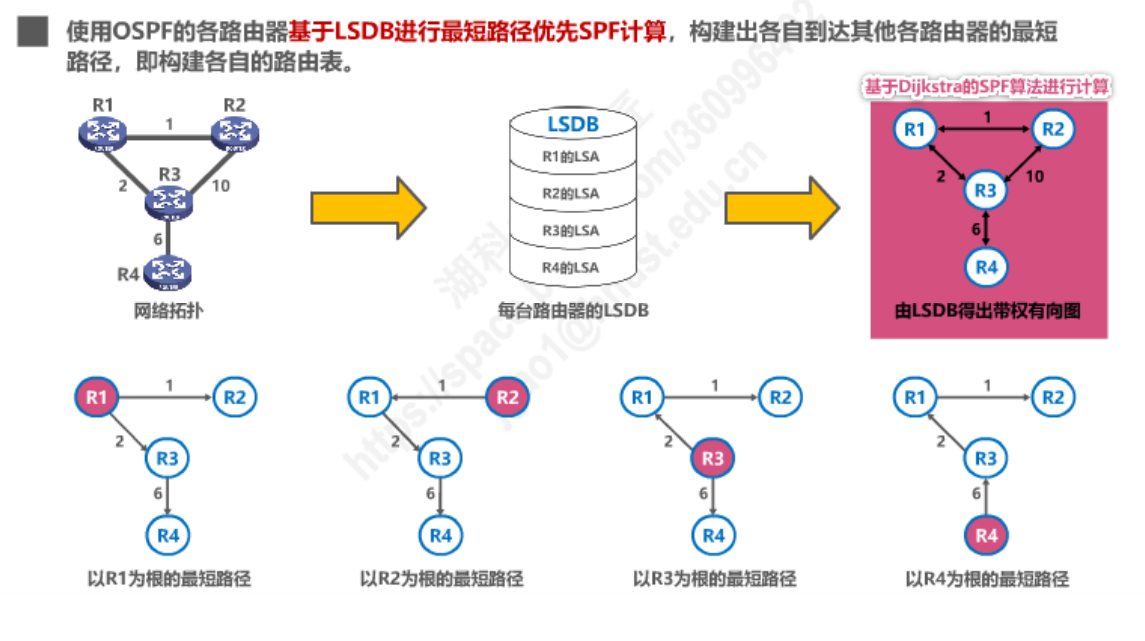 使用OSPF的各路由器基于LSDB进行最短路径优先SPF计算，构建出各自到达其他各路由器的最短
路径，即构建各自的路由表。
基于Dijkstra的SPF算法进行计算
R1
R2
1
2
R3
10
6
R4
网络拓扑
LSDB
R1的LSA
R2的LSA
R3的LSA
R4的LSA
每台路由器的LSDB
R1
1
R2
2
R3
10
6
R4
由LSDB得出带权有向图
R1
1
R2
2
R3
6
R4
以R1为根的最短路径
R1
1
R2
2
R3
6
R4
以R2为根的最短路径
R1
1
R2
2
R3
6
R4
以R3为根的最短路径
R1
1
R2
2
R3
6
R4
以R4为根的最短路径